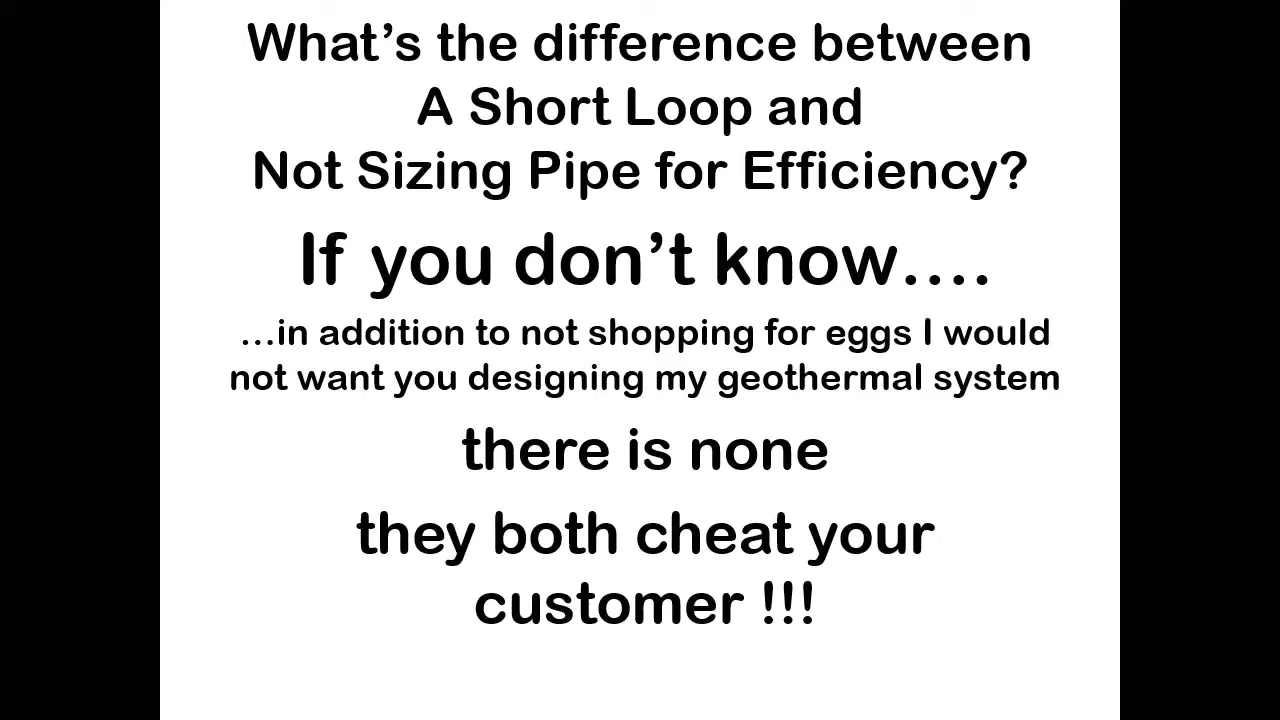 What’s the difference between
A Short Loop and
Not Sizing Pipe for Efficiency?
If you don’t know….
…in addition to not shopping for eggs I would
not want you designing my geothermal system
there is none
they both cheat your
customer !!!